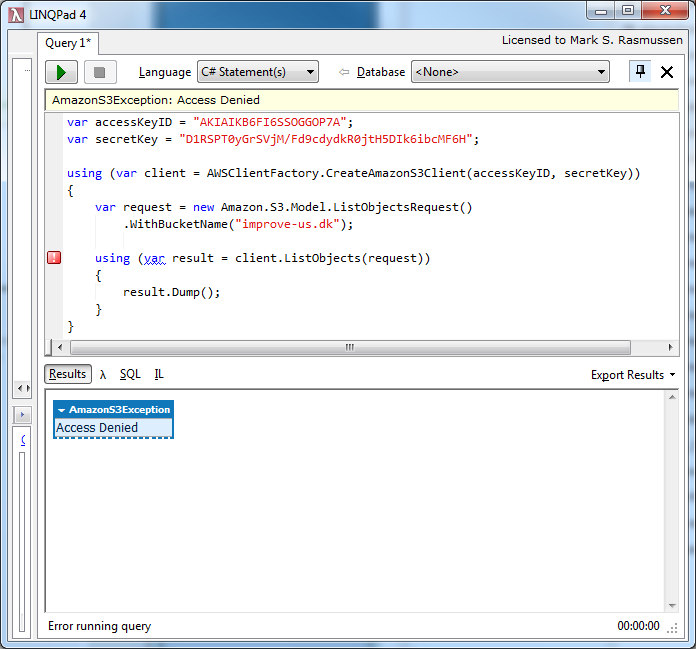 LINQPad 4
Query 1*
Licensed to Mark S. Rasmussen
Language C# Statement(s) Database <None>
AmazonS3Exception: Access Denied
var accessKeyID = "AKIAIKB6FI6SSOGGOP7A";
var secretKey = "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";
using (var client = AWSClientFactory.CreateAmazonS3Client(accessKeyID, secretKey))
{
var request = new Amazon.S3.Model.ListObjectsRequest()
.WithBucketName("improve-us.dk");
using (var result = client.ListObjects(request))
{
result.Dump();
}
}
Results λ SQL IL Export Results
AmazonS3Exception
Access Denied
Error running query 00:00:00